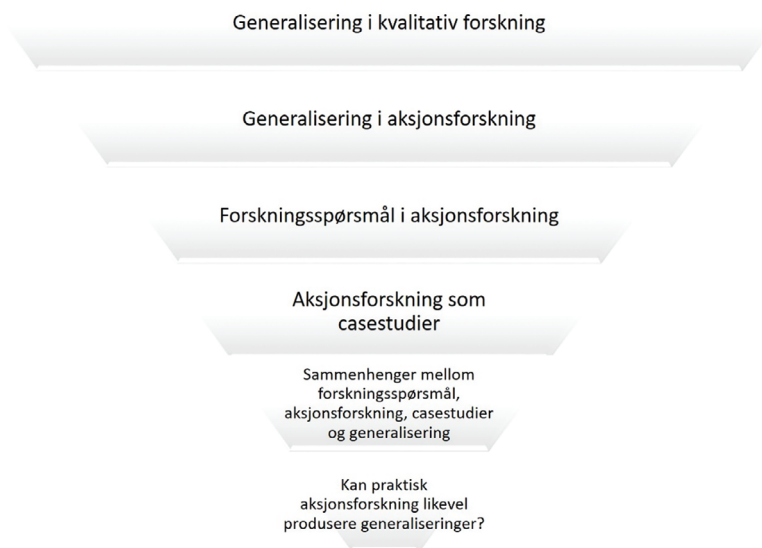 Generalisering i kvalitativ forskning
Generalisering i aksjonsforskning
Forskningsspørsmål i aksjonsforskning
Aksjonsforskning som
casestudier
Sammenhenger mellom
forskningsspørsmål,
aksjonsforskning, casestudier
og generalisering
Kan praktisk
aksjonsforskning likevel
produsere generaliseringer?